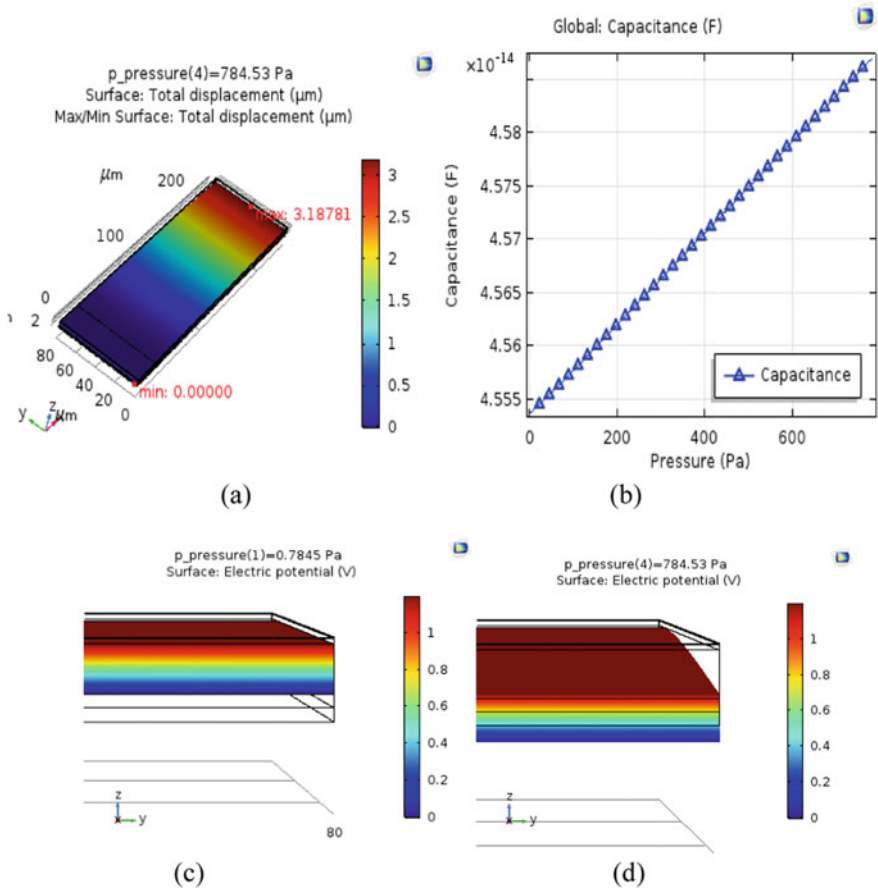 p_pressure(4)=784.53 Pa
Surface: Total displacement (µm)
Max/Min Surface: Total displacement (µm)
µm
200
100
0
2
80
60
40
20
0
µm
max: 3.18781
min: 0.00000
y
z
3
2.5
2
1.5
1
0.5
0
(a)
Global: Capacitance (F)
×10⁻¹⁴
4.58
4.575
4.57
4.565
4.56
4.555
Capacitance (F)
Capacitance
0 200 400 600
Pressure (Pa)
(b)
p_pressure(1)=0.7845 Pa
Surface: Electric potential (V)
1
0.8
0.6
0.4
0.2
0
z
y
80
(c)
p_pressure(4)=784.53 Pa
Surface: Electric potential (V)
1
0.8
0.6
0.4
0.2
0
z
y
(d)